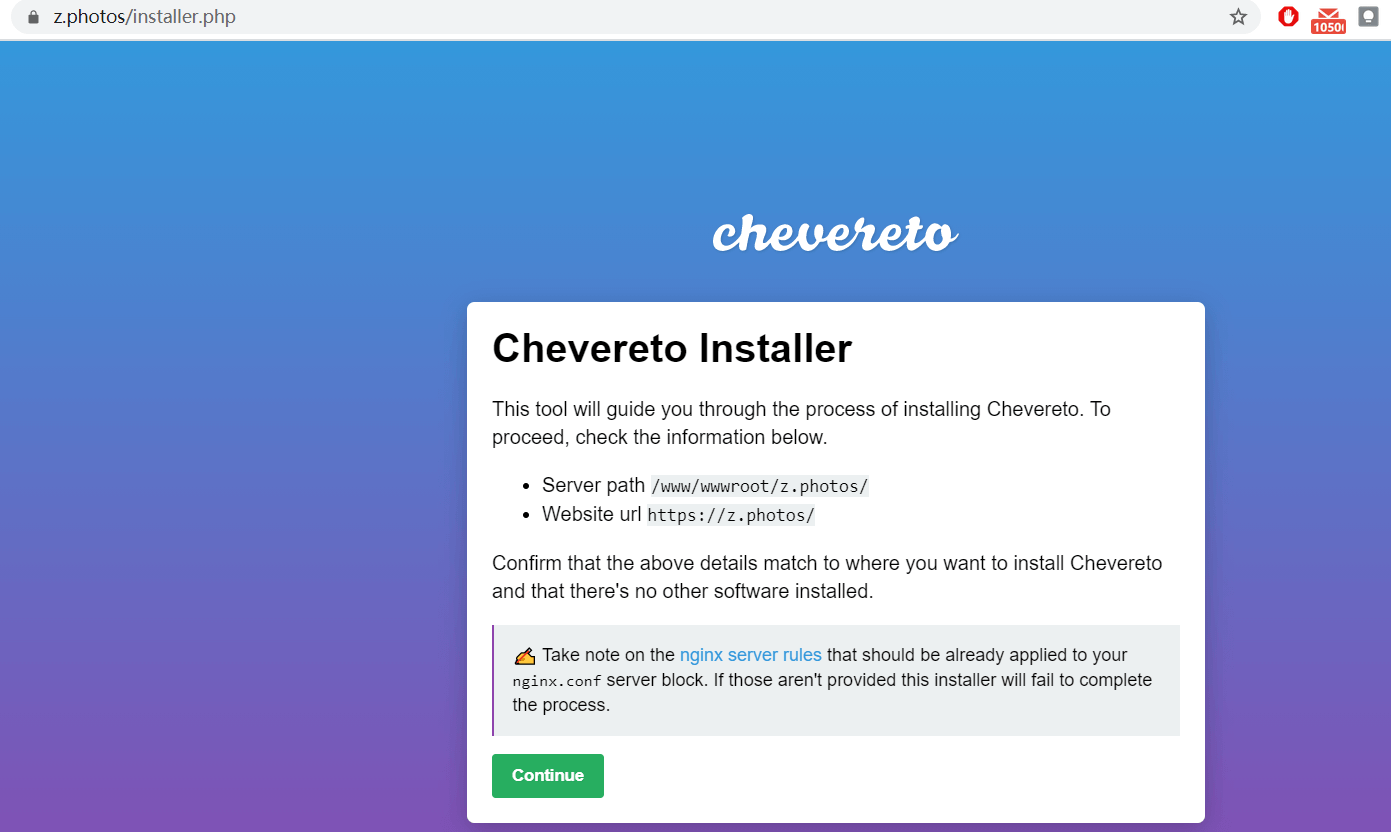 z.photos/installer.php
1050
chevereto
Chevereto Installer
This tool will guide you through the process of installing Chevereto. To
proceed, check the information below.
• Server path /www/wwwroot/z.photos/
• Website url https://z.photos/
Confirm that the above details match to where you want to install Chevereto
and that there's no other software installed.
✍ Take note on the nginx server rules that should be already applied to your
nginx.conf server block. If those aren't provided this installer will fail to complete
the process.
Continue